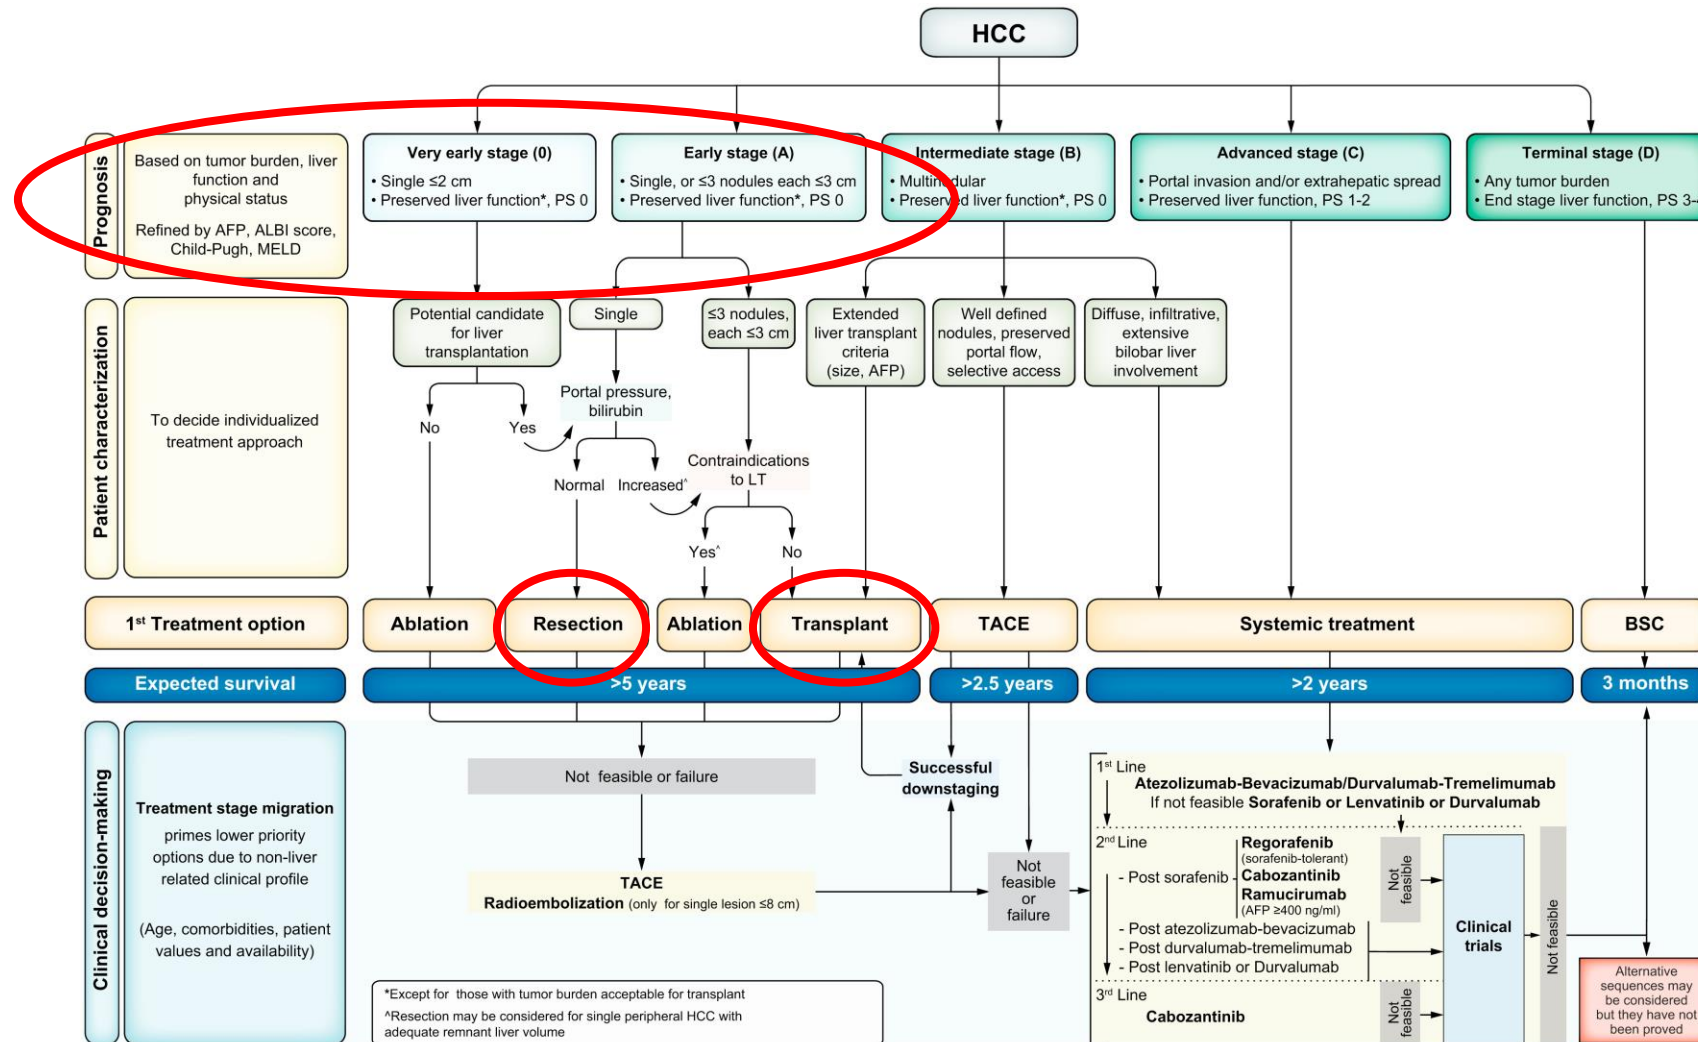 HCC
Prognosis
Based on tumor burden, liver
function and
physical status
Refined by AFP, ALBI score,
Child-Pugh, MELD
Very early stage (0)
• Single ≤2 cm
• Preserved liver function*, PS 0
Early stage (A)
• Single, or ≤3 nodules each ≤3 cm
• Preserved liver function*, PS 0
Intermediate stage (B)
• Multinodular
• Preserved liver function*, PS 0
Advanced stage (C)
• Portal invasion and/or extrahepatic spread
• Preserved liver function, PS 1-2
Terminal stage (D)
• Any tumor burden
• End stage liver function, PS 3-4
Patient characterization
To decide individualized
treatment approach
Potential candidate
for liver
transplantation
Single
≤3 nodules,
each ≤3 cm
Extended
liver transplant
criteria
(size, AFP)
Well defined
nodules, preserved
portal flow,
selective access
Diffuse, infiltrative,
extensive
bilobar liver
involvement
Portal pressure,
bilirubin
No
Yes
Normal
Increased^
Contraindications
to LT
Yes^
No
1st Treatment option
Ablation
Resection
Ablation
Transplant
TACE
Systemic treatment
BSC
Expected survival
>5 years
>2.5 years
>2 years
3 months
Clinical decision-making
Treatment stage migration
primes lower priority
options due to non-liver
related clinical profile
(Age, comorbidities, patient
values and availability)
Not feasible or failure
Successful
downstaging
TACE
Radioembolization (only for single lesion ≤8 cm)
Not
feasible
or
failure
1st Line
Atezolizumab-Bevacizumab/Durvalumab-Tremelimumab
If not feasible Sorafenib or Lenvatinib or Durvalumab
2nd Line
- Post sorafenib
Regorafenib
(sorafenib-tolerant)
Cabozantinib
Ramucirumab
(AFP ≥400 ng/ml)
Not
feasible
- Post atezolizumab-bevacizumab
- Post durvalumab-tremelimumab
- Post lenvatinib or Durvalumab
Clinical
trials
Not feasible
3rd Line
Cabozantinib
Not
feasible
Alternative
sequences may
be considered
but they have not
been proved
*Except for those with tumor burden acceptable for transplant
^Resection may be considered for single peripheral HCC with
adequate remnant liver volume